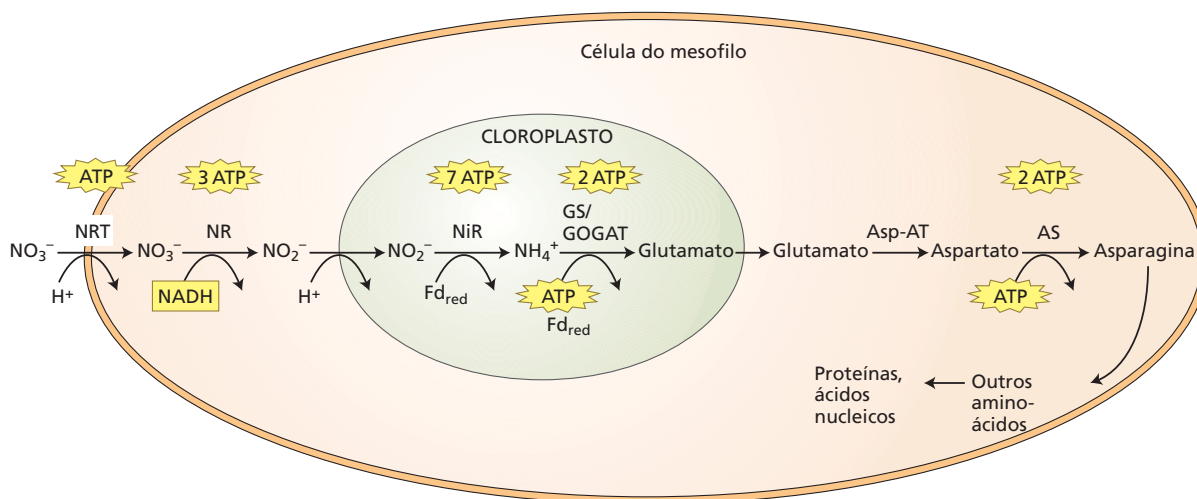 Célula do mesofilo
CLOROPLASTO
ATP
3 ATP
7 ATP
2 ATP
2 ATP
NRT
NR
NiR
GS/
GOGAT
Asp-AT
AS
NO₃⁻
NO₃⁻
NO₂⁻
NO₂⁻
NH₄⁺
Glutamato
Glutamato
Aspartato
Asparagina
H⁺
NADH
H⁺
Fd_red
ATP
Fd_red
ATP
Proteínas,
ácidos
nucleicos
Outros
amino-
ácidos